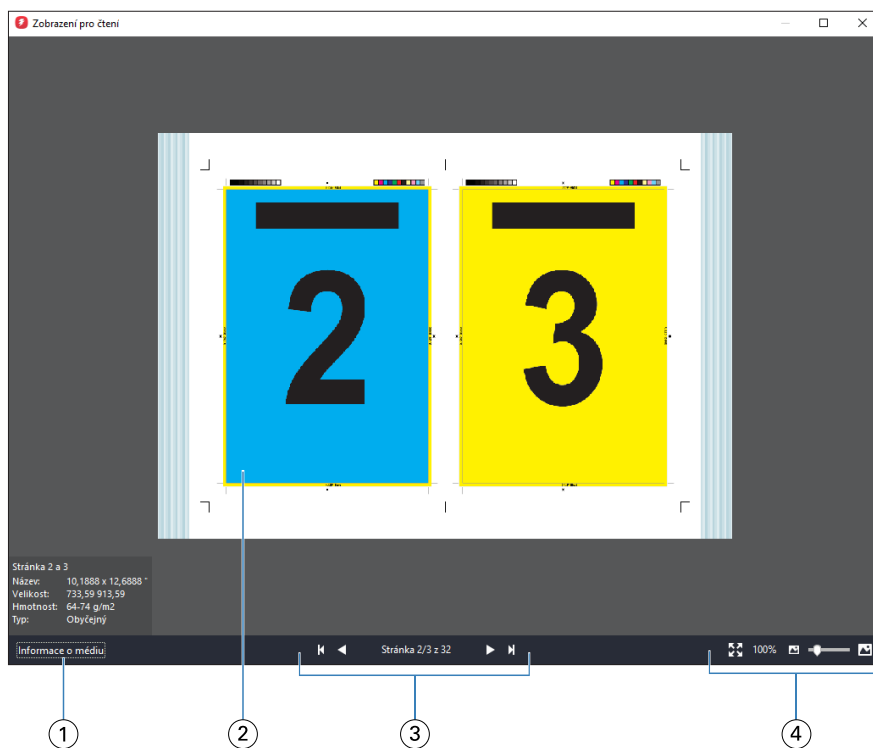 Zobrazení pro čtení
2 3
Stránka 2 a 3
Název: 10,1888 x 12,6888 "
Velikost: 733,59 913,59
Hmotnost: 64-74 g/m2
Typ: Obyčejný
Informace o médiu Stránka 2/3 z 32 100%
1 2 3 4